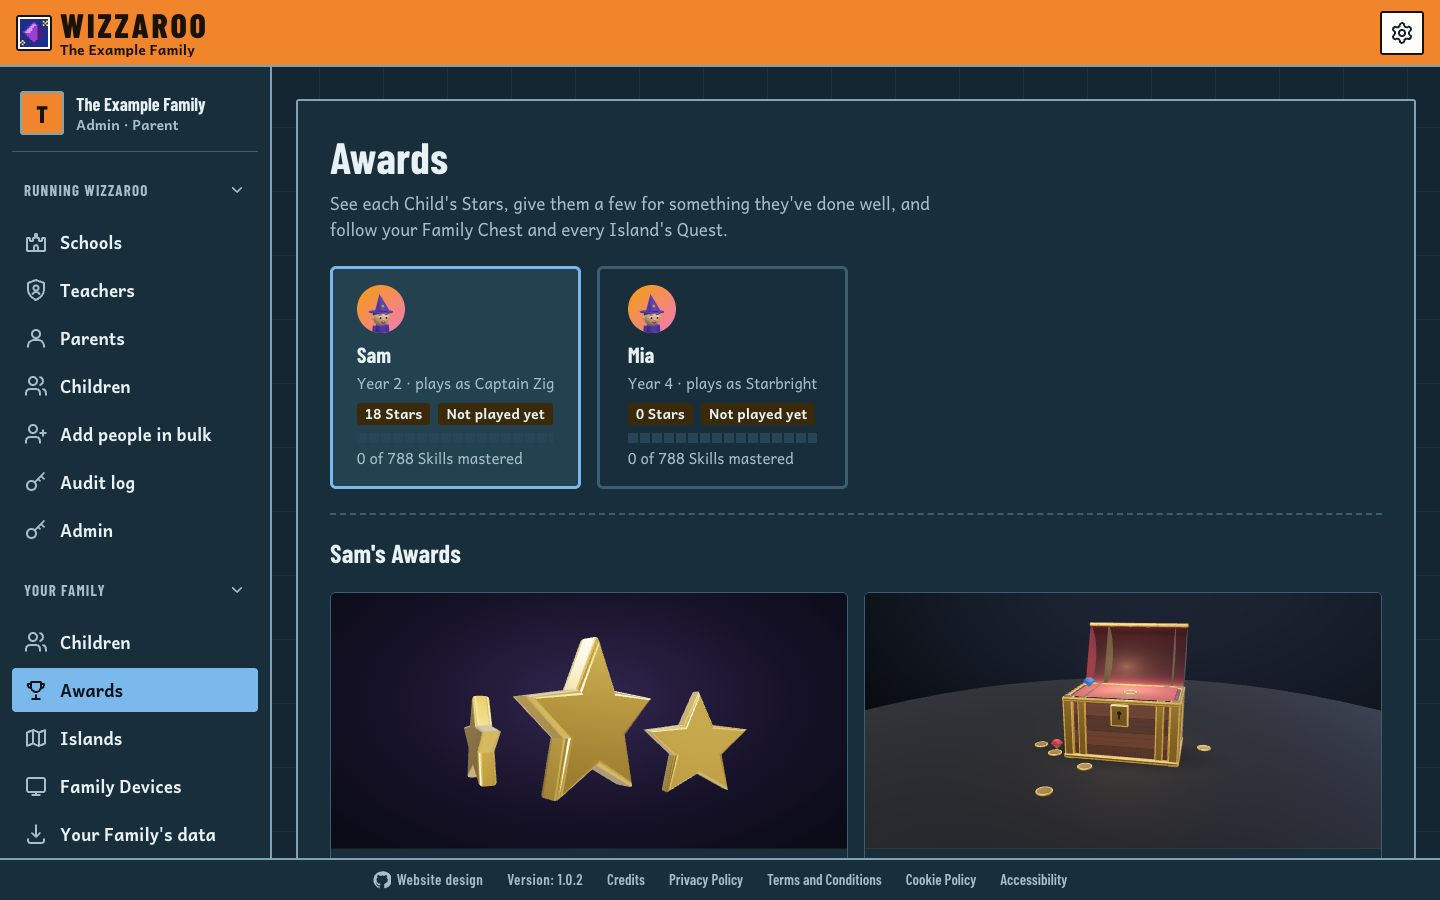 WIZZAROO
The Example Family
T
The Example Family
Admin · Parent
RUNNING WIZZAROO
Schools
Teachers
Parents
Children
Add people in bulk
Audit log
Admin
YOUR FAMILY
Children
Awards
Islands
Family Devices
Your Family's data
Awards
See each Child's Stars, give them a few for something they've done well, and
follow your Family Chest and every Island's Quest.
Sam
Year 2 · plays as Captain Zig
18 Stars
Not played yet
0 of 788 Skills mastered
Mia
Year 4 · plays as Starbright
0 Stars
Not played yet
0 of 788 Skills mastered
Sam's Awards
Website design
Version: 1.0.2
Credits
Privacy Policy
Terms and Conditions
Cookie Policy
Accessibility